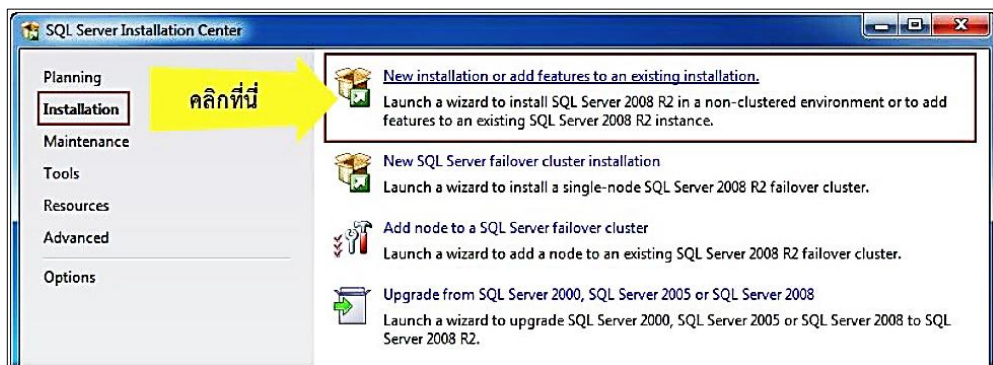 SQL Server Installation Center
Planning
Installation
Maintenance
Tools
Resources
Advanced
Options
คลิกที่นี่
New installation or add features to an existing installation.
Launch a wizard to install SQL Server 2008 R2 in a non-clustered environment or to add
features to an existing SQL Server 2008 R2 instance.
New SQL Server failover cluster installation
Launch a wizard to install a single-node SQL Server 2008 R2 failover cluster.
Add node to a SQL Server failover cluster
Launch a wizard to add a node to an existing SQL Server 2008 R2 failover cluster.
Upgrade from SQL Server 2000, SQL Server 2005 or SQL Server 2008
Launch a wizard to upgrade SQL Server 2000, SQL Server 2005 or SQL Server 2008 to SQL
Server 2008 R2.